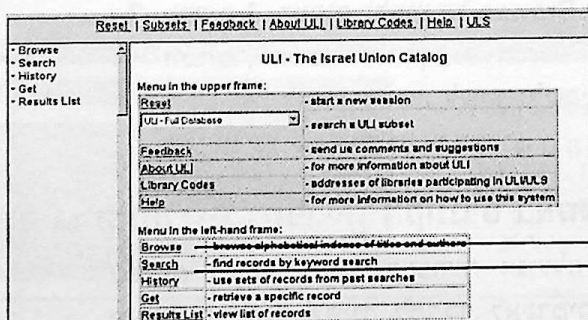 Reset | Subsets | Feedback | About ULI | Library Codes | Help | ULS
- Browse
- Search
- History
- Get
- Results List
ULI - The Israel Union Catalog
Menu in the upper frame:
Reset - start a new session
ULI - Full Database - search a ULI subset
Feedback - send us comments and suggestions
About ULI - for more information about ULI
Library Codes - addresses of libraries participating in ULI/ULS
Help - for more information on how to use this system
Menu in the left-hand frame:
Browse - browse alphabetical indexes of titles and authors
Search - find records by keyword search
History - use sets of records from past searches
Get - retrieve a specific record
Results List - view list of records